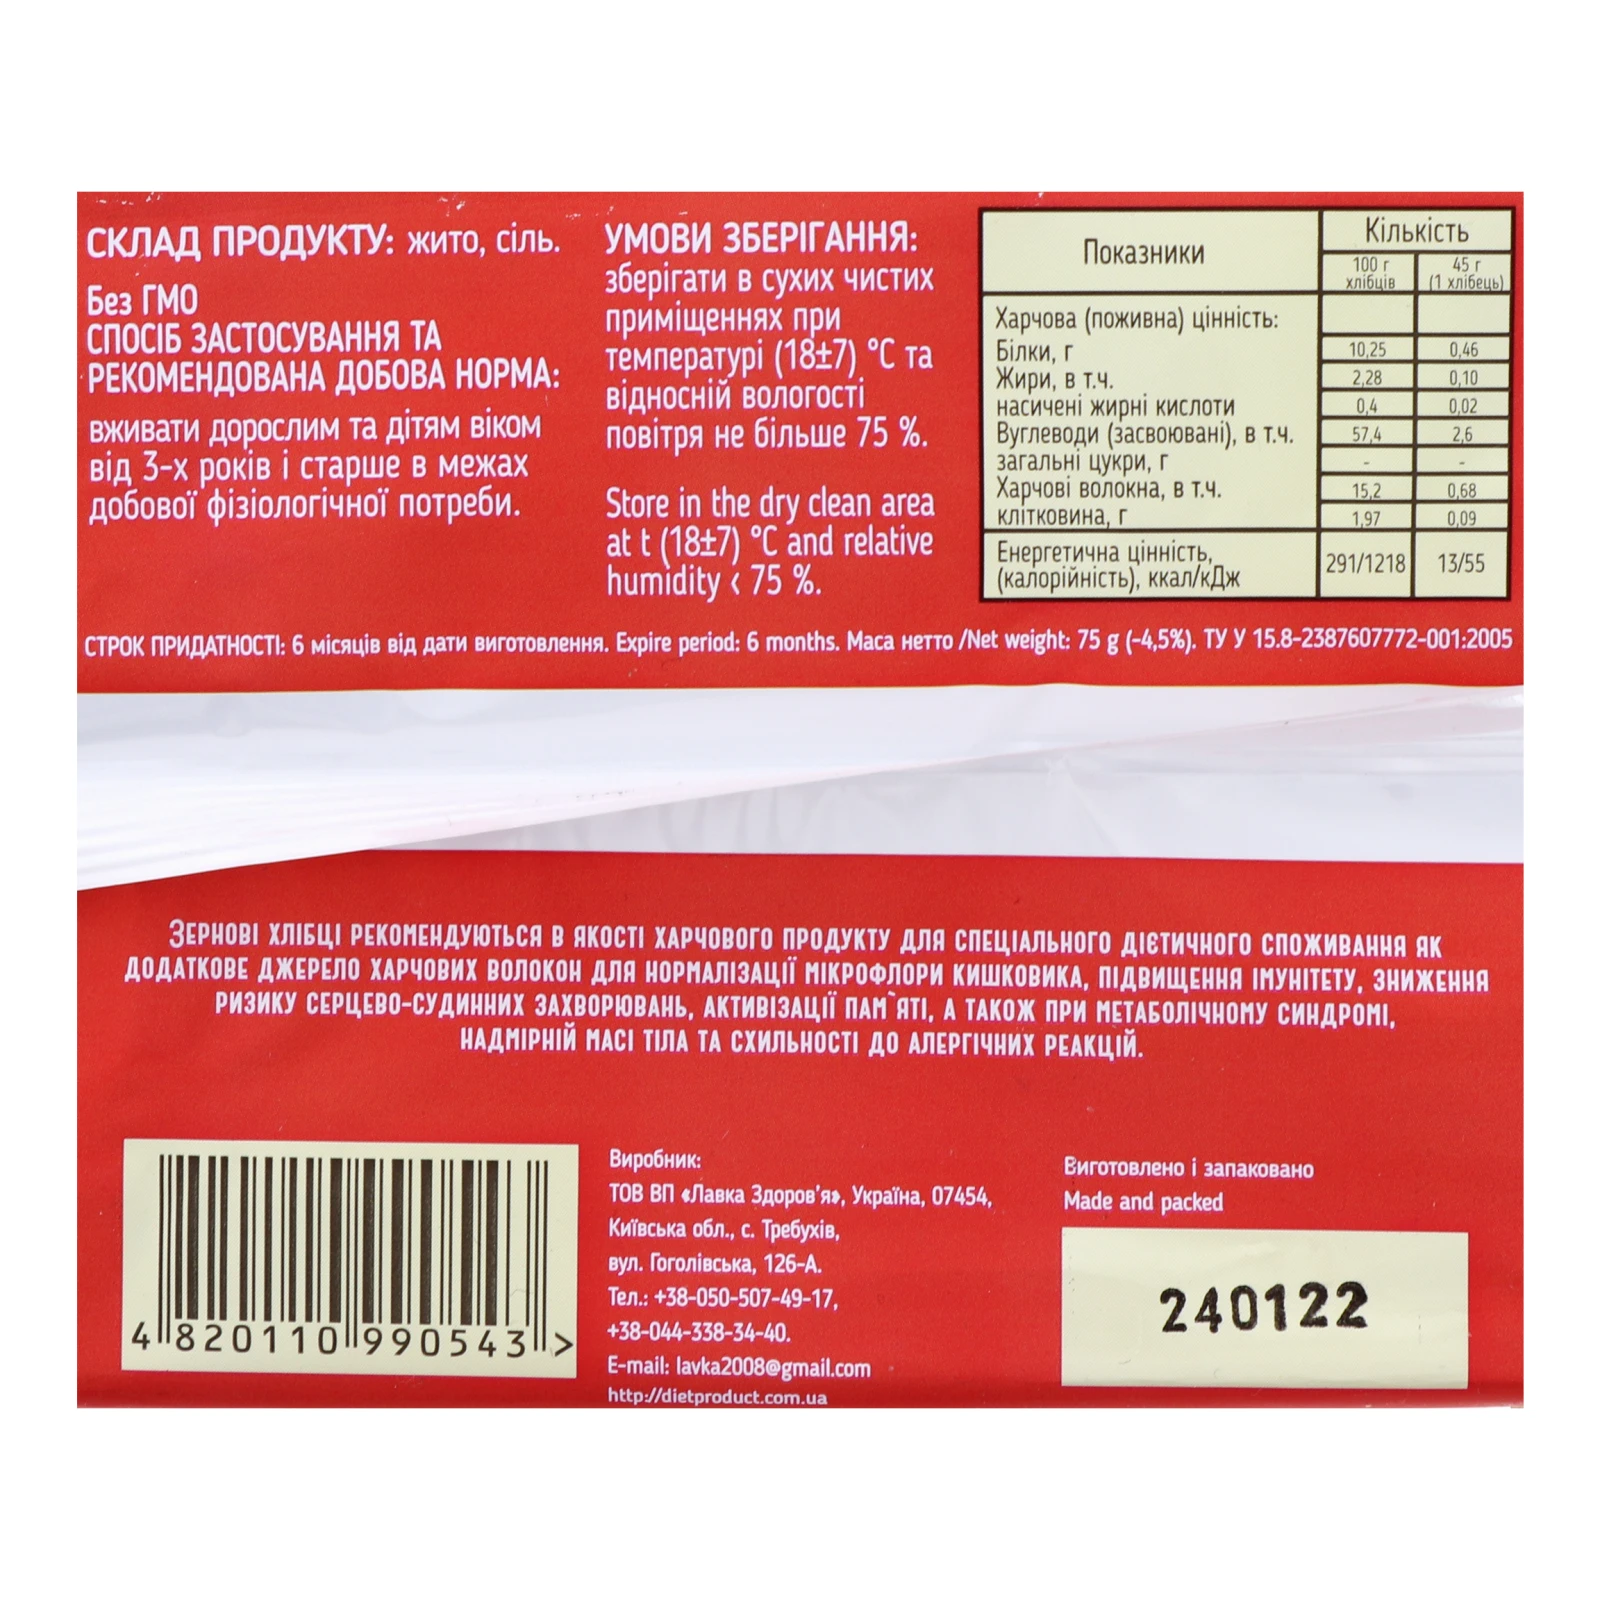 СКЛАД ПРОДУКТУ: жито, сіль.
Без ГМО
СПОСІБ ЗАСТОСУВАННЯ ТА
РЕКОМЕНДОВАНА ДОБОВА НОРМА:
вживати дорослим та дітям віком
від 3-х років і старше в межах
добової фізіологічної потреби.
УМОВИ ЗБЕРІГАННЯ:
зберігати в сухих чистих
приміщеннях при
температурі (18±7) °С та
відносній вологості
повітря не більше 75 %.
Store in the dry clean area
at t (18±7) °C and relative
humidity < 75 %.
Показники Кількість
100 г хлібців 45 г (1 хлібець)
Харчова (поживна) цінність:
Білки, г 10,25 0,46
Жири, в т.ч. 2,28 0,10
насичені жирні кислоти 0,4 0,02
Вуглеводи (засвоювані), в т.ч. 57,4 2,6
загальні цукри, г - -
Харчові волокна, в т.ч. 15,2 0,68
клітковина, г 1,97 0,09
Енергетична цінність,
(калорійність), ккал/кДж 291/1218 13/55
СТРОК ПРИДАТНОСТІ: 6 місяців від дати виготовлення. Expire period: 6 months. Маса нетто /Net weight: 75 g (-4,5%). ТУ У 15.8-2387607772-001:2005
ЗЕРНОВІ ХЛІБЦІ РЕКОМЕНДУЮТЬСЯ В ЯКОСТІ ХАРЧОВОГО ПРОДУКТУ ДЛЯ СПЕЦІАЛЬНОГО ДІЄТИЧНОГО СПОЖИВАННЯ ЯК
ДОДАТКОВЕ ДЖЕРЕЛО ХАРЧОВИХ ВОЛОКОН ДЛЯ НОРМАЛІЗАЦІЇ МІКРОФЛОРИ КИШКОВИКА, ПІДВИЩЕННЯ ІМУНІТЕТУ, ЗНИЖЕННЯ
РИЗИКУ СЕРЦЕВО-СУДИННИХ ЗАХВОРЮВАНЬ, АКТИВІЗАЦІЇ ПАМ`ЯТІ, А ТАКОЖ ПРИ МЕТАБОЛІЧНОМУ СИНДРОМІ,
НАДМІРНІЙ МАСІ ТІЛА ТА СХИЛЬНОСТІ ДО АЛЕРГІЧНИХ РЕАКЦІЙ.
4 820110 990543 >
Виробник:
ТОВ ВП «Лавка Здоров’я», Україна, 07454,
Київська обл., с. Требухів,
вул. Гоголівська, 126-А.
Тел.: +38-050-507-49-17,
+38-044-338-34-40.
E-mail: lavka2008@gmail.com
http://dietproduct.com.ua
Виготовлено і запаковано
Made and packed
240122